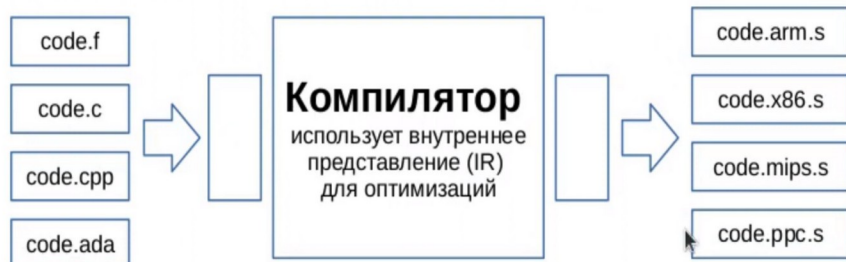 code.f
code.c
code.cpp
code.ada
Компилятор
использует внутреннее
представление (IR)
для оптимизаций
code.arm.s
code.x86.s
code.mips.s
code.ppc.s